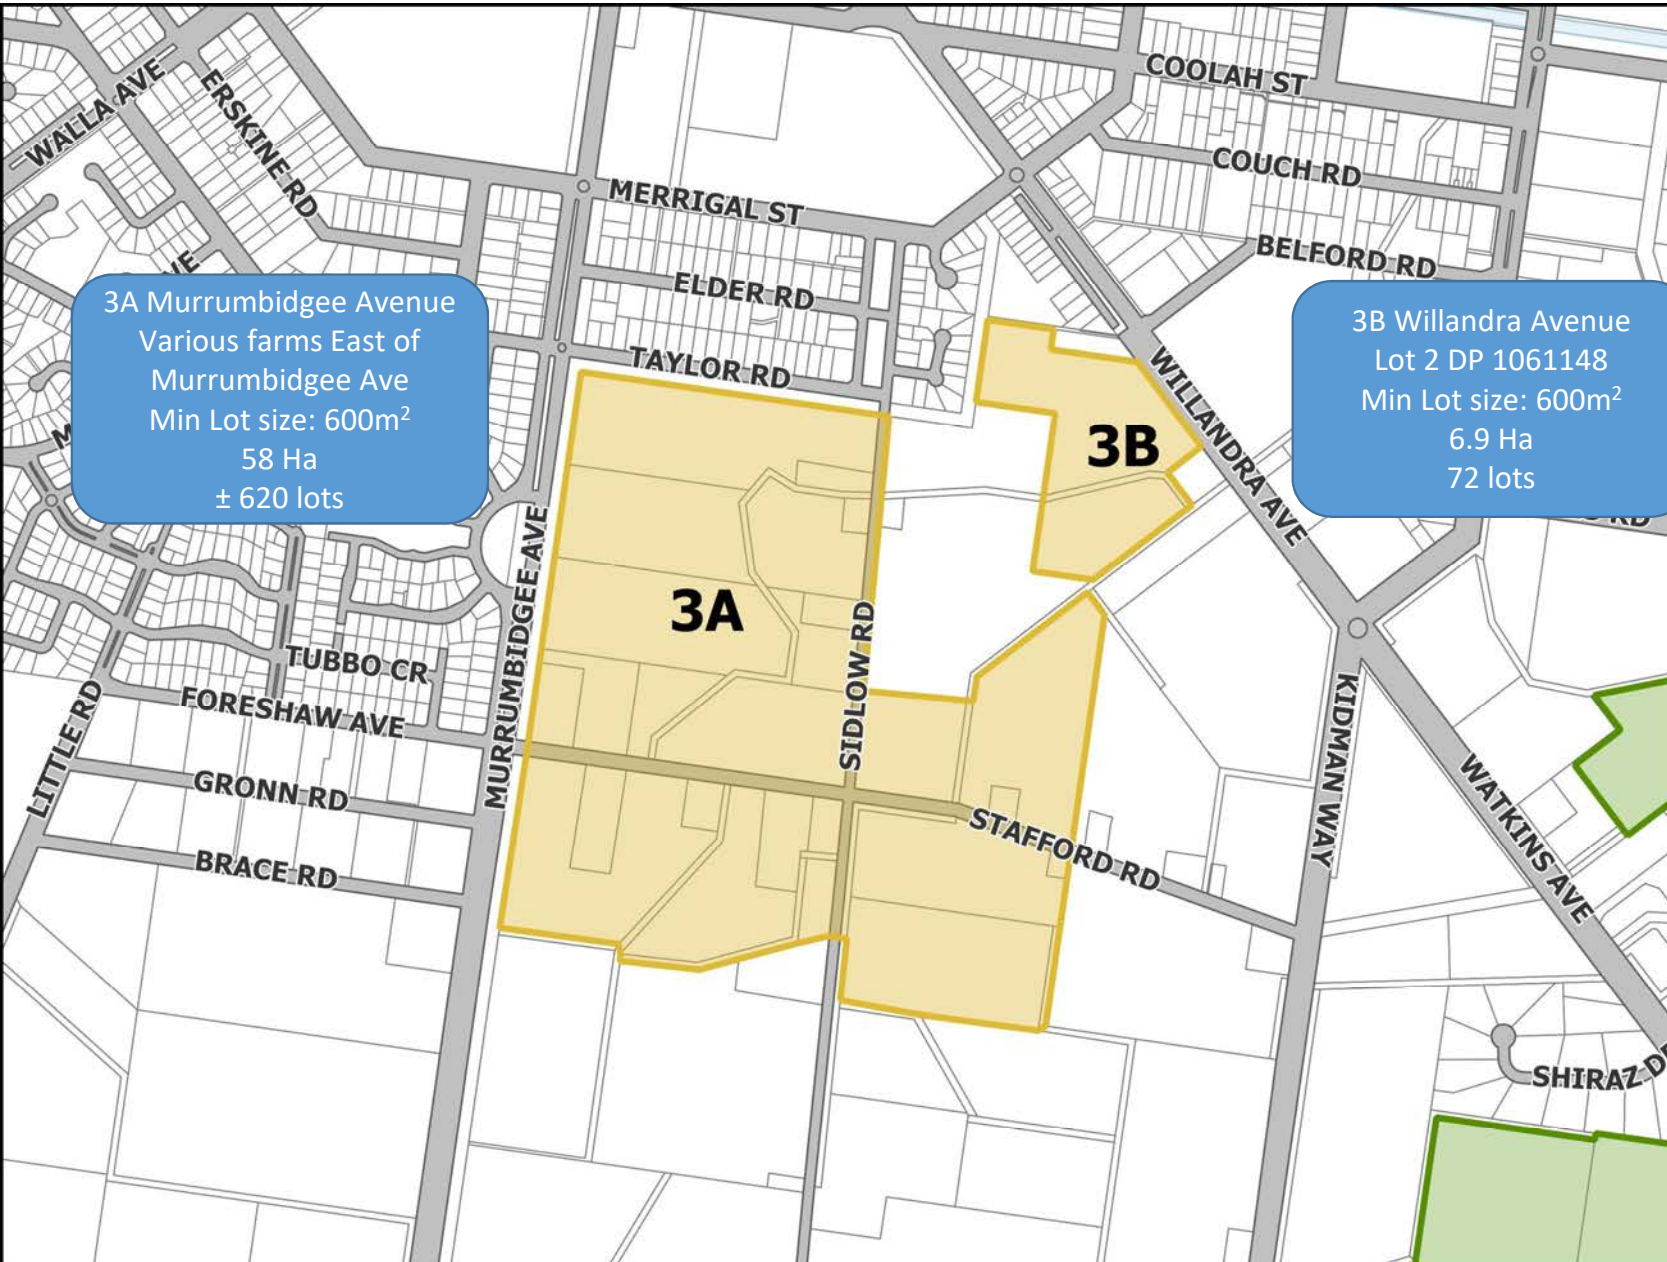 COOLAH ST
WALLA AVE
ERSKINE RD
COUCH RD
MERRIGAL ST
BELFORD RD
ELDER RD
3A Murrumbidgee Avenue
Various farms East of
Murrumbidgee Ave
Min Lot size: 600m²
58 Ha
± 620 lots
3B Willandra Avenue
Lot 2 DP 1061148
Min Lot size: 600m²
6.9 Ha
72 lots
TAYLOR RD
WILLANDRA AVE
3B
MURRUMBIDGEE AVE
3A
SIDLOW RD
TUBBO CR
FORESHAW AVE
LITTLE RD
GRONN RD
BRACE RD
STAFFORD RD
KIDMAN WAY
WATKINS AVE
SHIRAZ